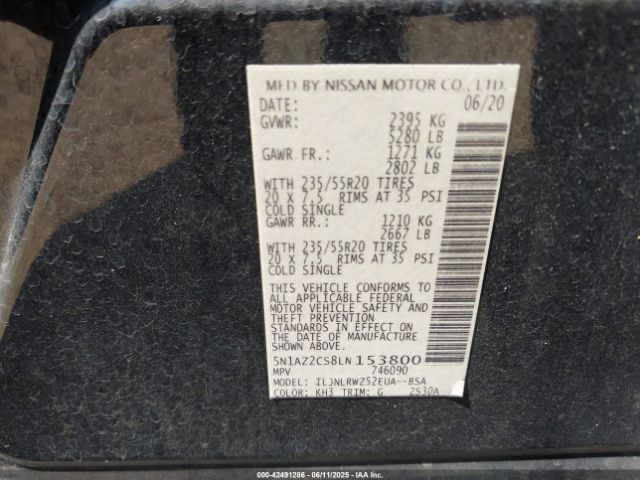 MFD BY NISSAN MOTOR CO., LTD.
DATE: 06/20
GVWR: 2395 KG
5280 LB
GAWR FR.: 1271 KG
2802 LB
WITH 235/55R20 TIRES
20 X 7.5 RIMS AT 35 PSI
COLD SINGLE
GAWR RR.: 1210 KG
2667 LB
WITH 235/55R20 TIRES
20 X 7.5 RIMS AT 35 PSI
COLD SINGLE
THIS VEHICLE CONFORMS TO
ALL APPLICABLE FEDERAL
MOTOR VEHICLE SAFETY AND
THEFT PREVENTION
STANDARDS IN EFFECT ON
THE DATE OF MANUFACTURE
SHOWN ABOVE.
5N1AZ2CS8LN153800
MPV 746090
MODEL: TLJNLRWZ52EUA--BSA
COLOR: KH3 TRIM: G 2S30A
000-42491286 - 06/11/2025 - IAA Inc.